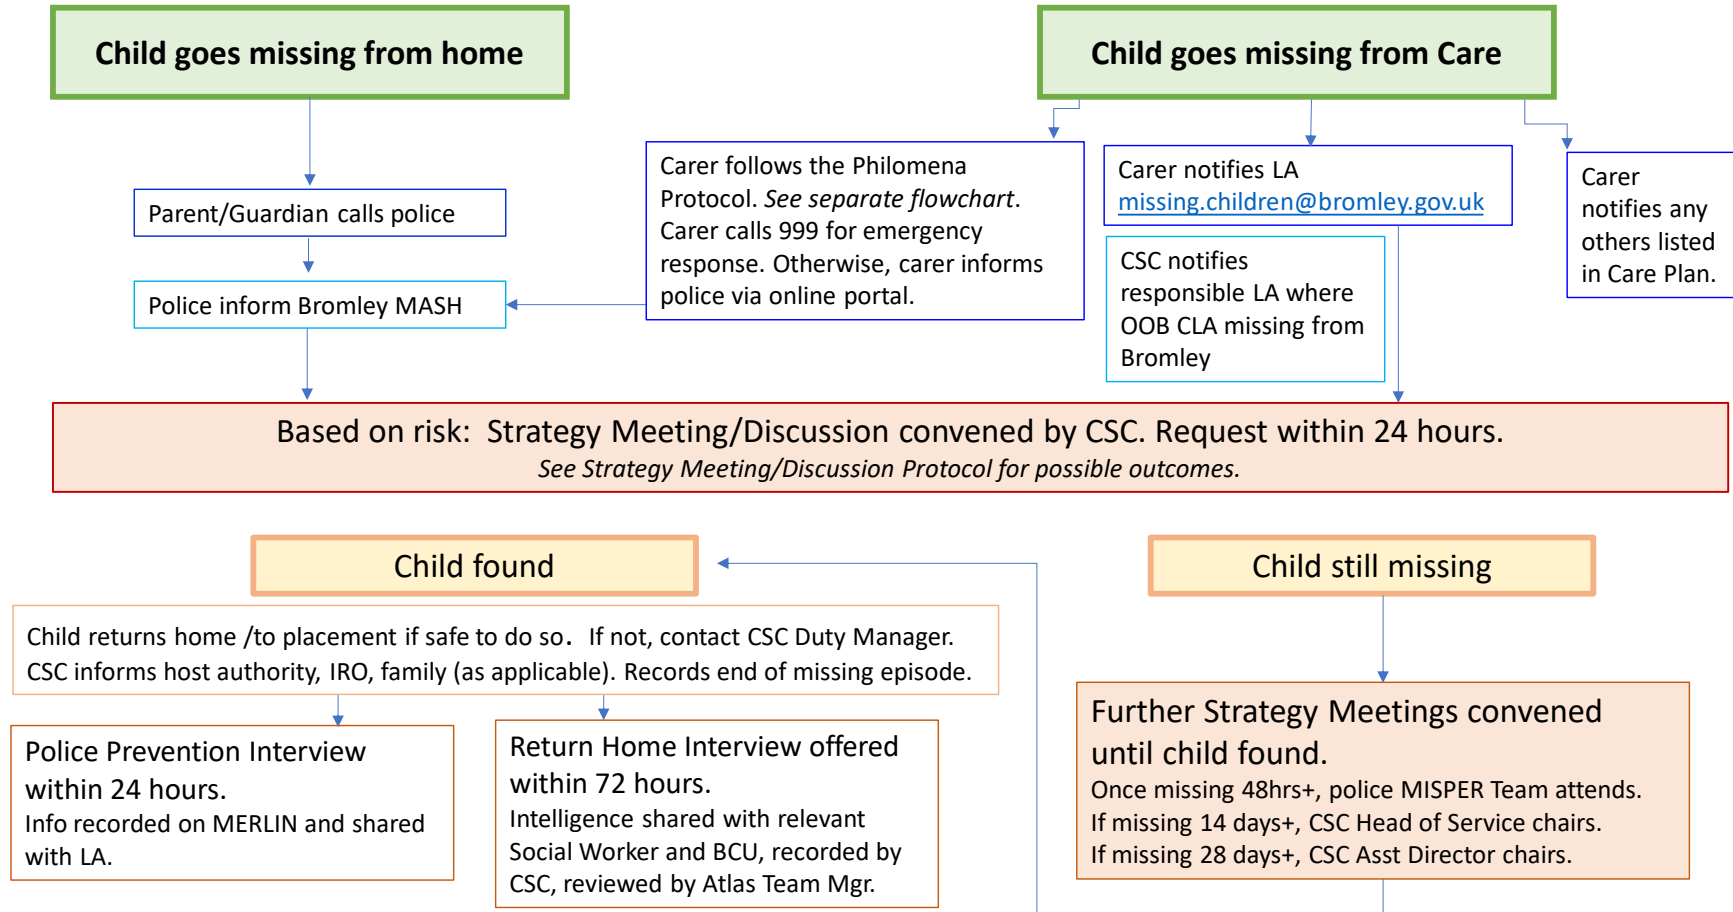 Child goes missing from home
Child goes missing from Care
Parent/Guardian calls police
Police inform Bromley MASH
Carer follows the Philomena
Protocol. See separate flowchart.
Carer calls 999 for emergency
response. Otherwise, carer informs
police via online portal.
Carer notifies LA
missing.children@bromley.gov.uk
CSC notifies
responsible LA where
OOB CLA missing from
Bromley
Carer
notifies any
others listed
in Care Plan.
Based on risk: Strategy Meeting/Discussion convened by CSC. Request within 24 hours.
See Strategy Meeting/Discussion Protocol for possible outcomes.
Child found
Child returns home /to placement if safe to do so. If not, contact CSC Duty Manager.
CSC informs host authority, IRO, family (as applicable). Records end of missing episode.
Police Prevention Interview
within 24 hours.
Info recorded on MERLIN and shared
with LA.
Return Home Interview offered
within 72 hours.
Intelligence shared with relevant
Social Worker and BCU, recorded by
CSC, reviewed by Atlas Team Mgr.
Child still missing
Further Strategy Meetings convened
until child found.
Once missing 48hrs+, police MISPER Team attends.
If missing 14 days+, CSC Head of Service chairs.
If missing 28 days+, CSC Asst Director chairs.